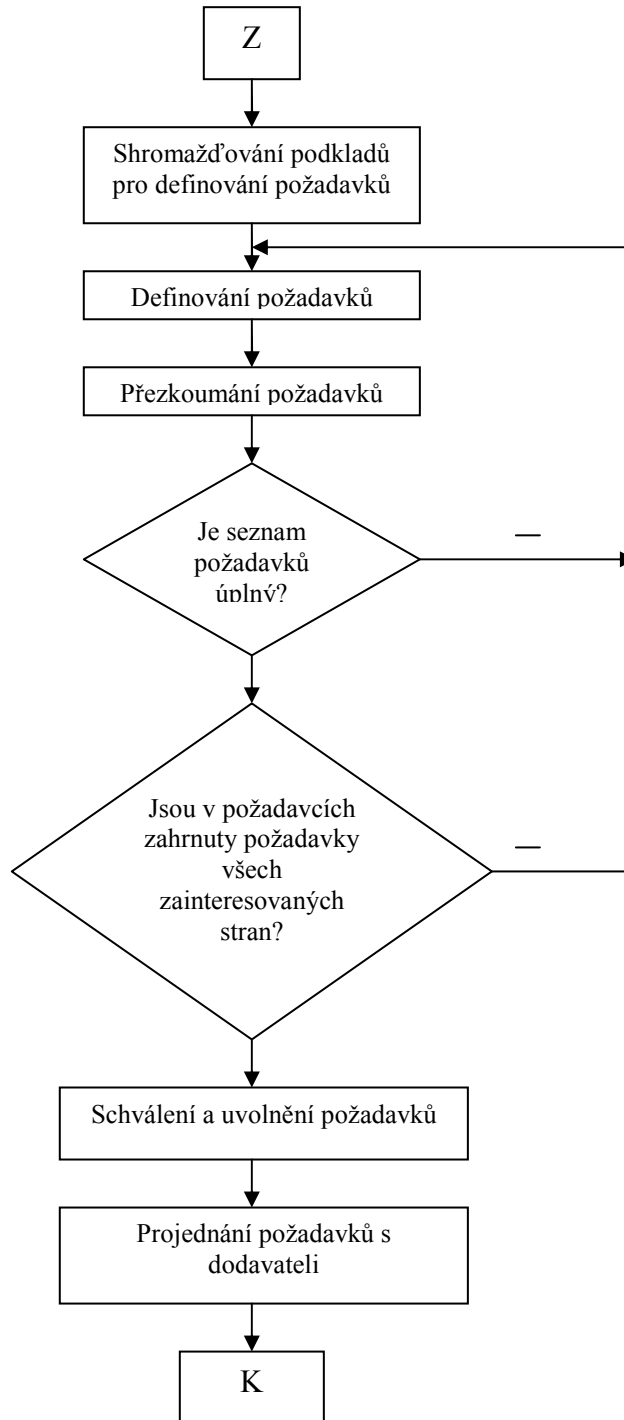 Z
Shromažďování podkladů
pro definování požadavků
Definování požadavků
Přezkoumání požadavků
Je seznam
požadavků
úplný?
—
Jsou v požadavcích
zahrnuty požadavky
všech
zainteresovaných
stran?
—
Schválení a uvolnění požadavků
Projednání požadavků s
dodavateli
K